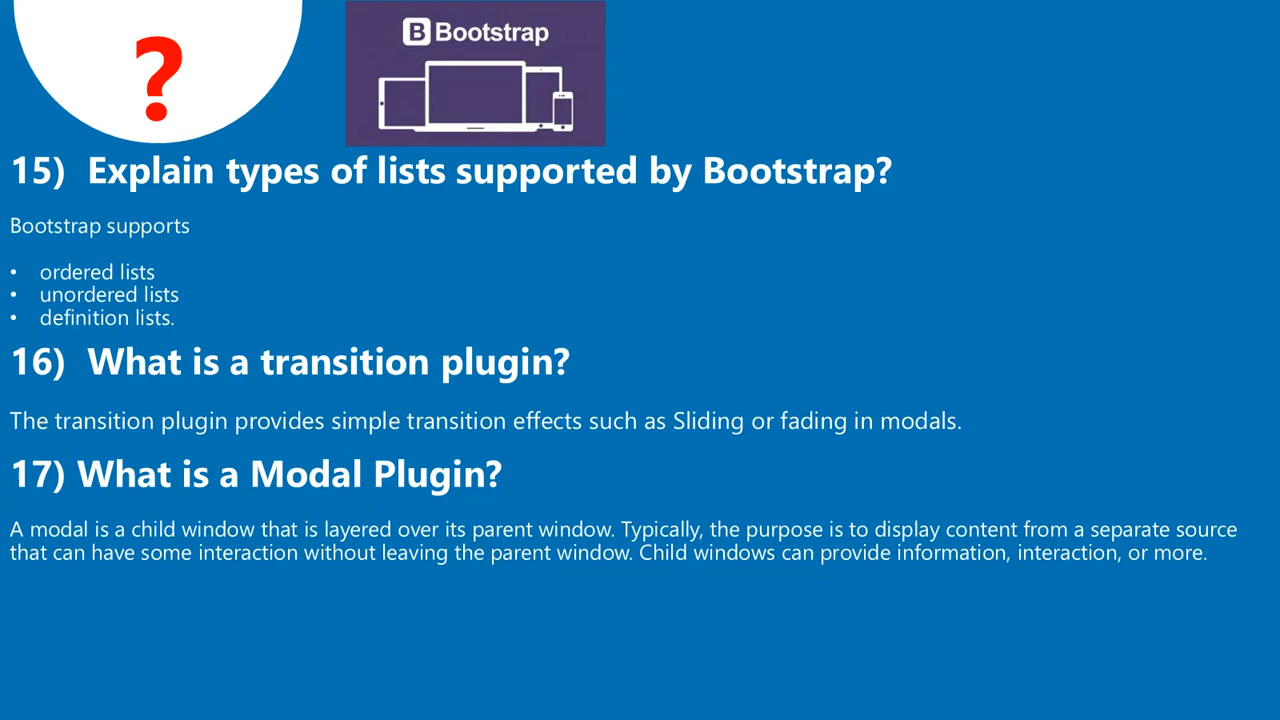 ?
B Bootstrap
15) Explain types of lists supported by Bootstrap?
Bootstrap supports
• ordered lists
• unordered lists
• definition lists.
16) What is a transition plugin?
The transition plugin provides simple transition effects such as Sliding or fading in modals.
17) What is a Modal Plugin?
A modal is a child window that is layered over its parent window. Typically, the purpose is to display content from a separate source
that can have some interaction without leaving the parent window. Child windows can provide information, interaction, or more.